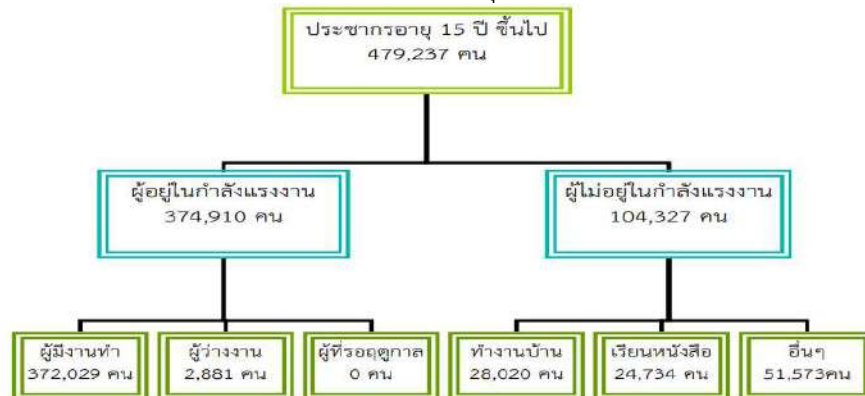 ประชากรอายุ 15 ปี ขึ้นไป
479,237 คน
ผู้อยู่ในกำลังแรงงาน
374,910 คน
ผู้ไม่อยู่ในกำลังแรงงาน
104,327 คน
ผู้มีงานทำ
372,029 คน
ผู้ว่างงาน
2,881 คน
ผู้ที่รอฤดูกาล
0 คน
ทำงานบ้าน
28,020 คน
เรียนหนังสือ
24,734 คน
อื่นๆ
51,573คน